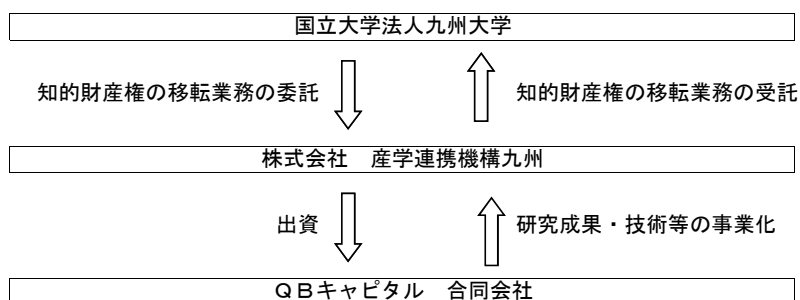 国立大学法人九州大学
知的財産権の移転業務の委託
知的財産権の移転業務の受託
株式会社　産学連携機構九州
出資
研究成果・技術等の事業化
ＱＢキャピタル　合同会社